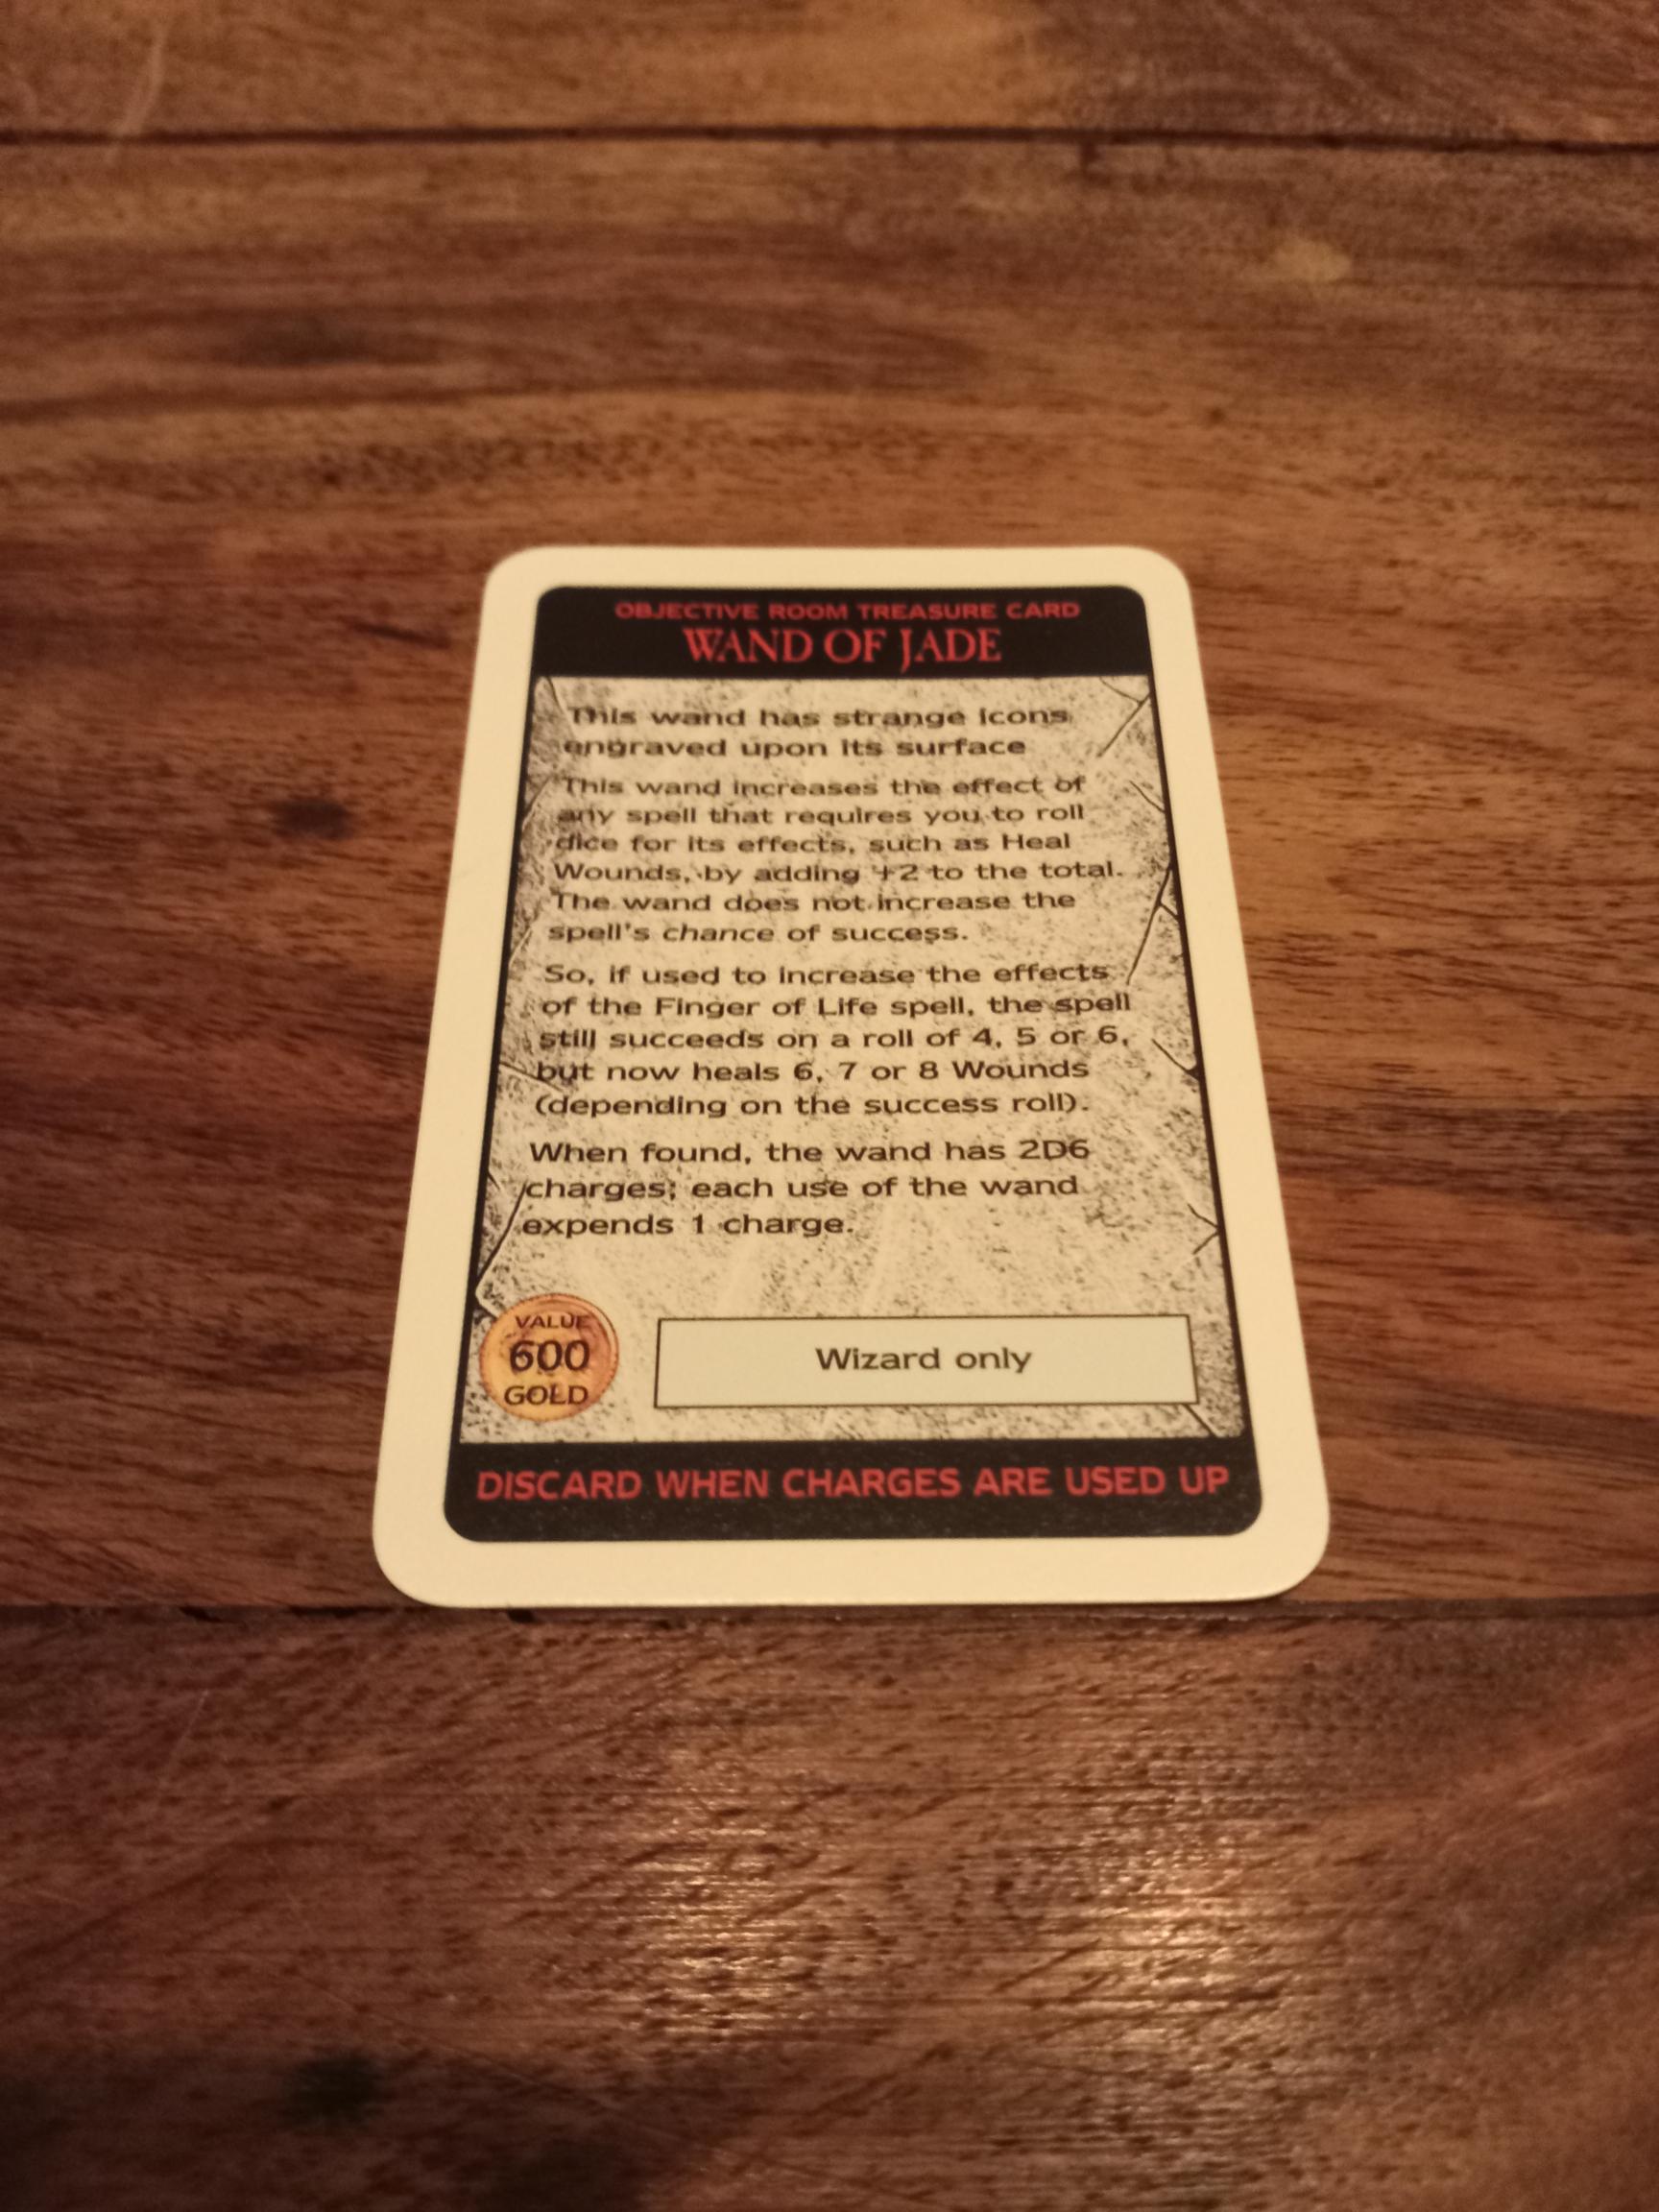 OBJECTIVE ROOM TREASURE CARD
WAND OF JADE
This wand has strange icons
engraved upon its surface
This wand increases the effect of
any spell that requires you to roll
dice for its effects, such as Heal
Wounds, by adding +2 to the total.
The wand does not increase the
spell's chance of success.
So, if used to increase the effects
of the Finger of Life spell, the spell
still succeeds on a roll of 4, 5 or 6,
but now heals 6, 7 or 8 Wounds
(depending on the success roll).
When found, the wand has 2D6
charges; each use of the wand
expends 1 charge.
VALUE
600
GOLD
Wizard only
DISCARD WHEN CHARGES ARE USED UP